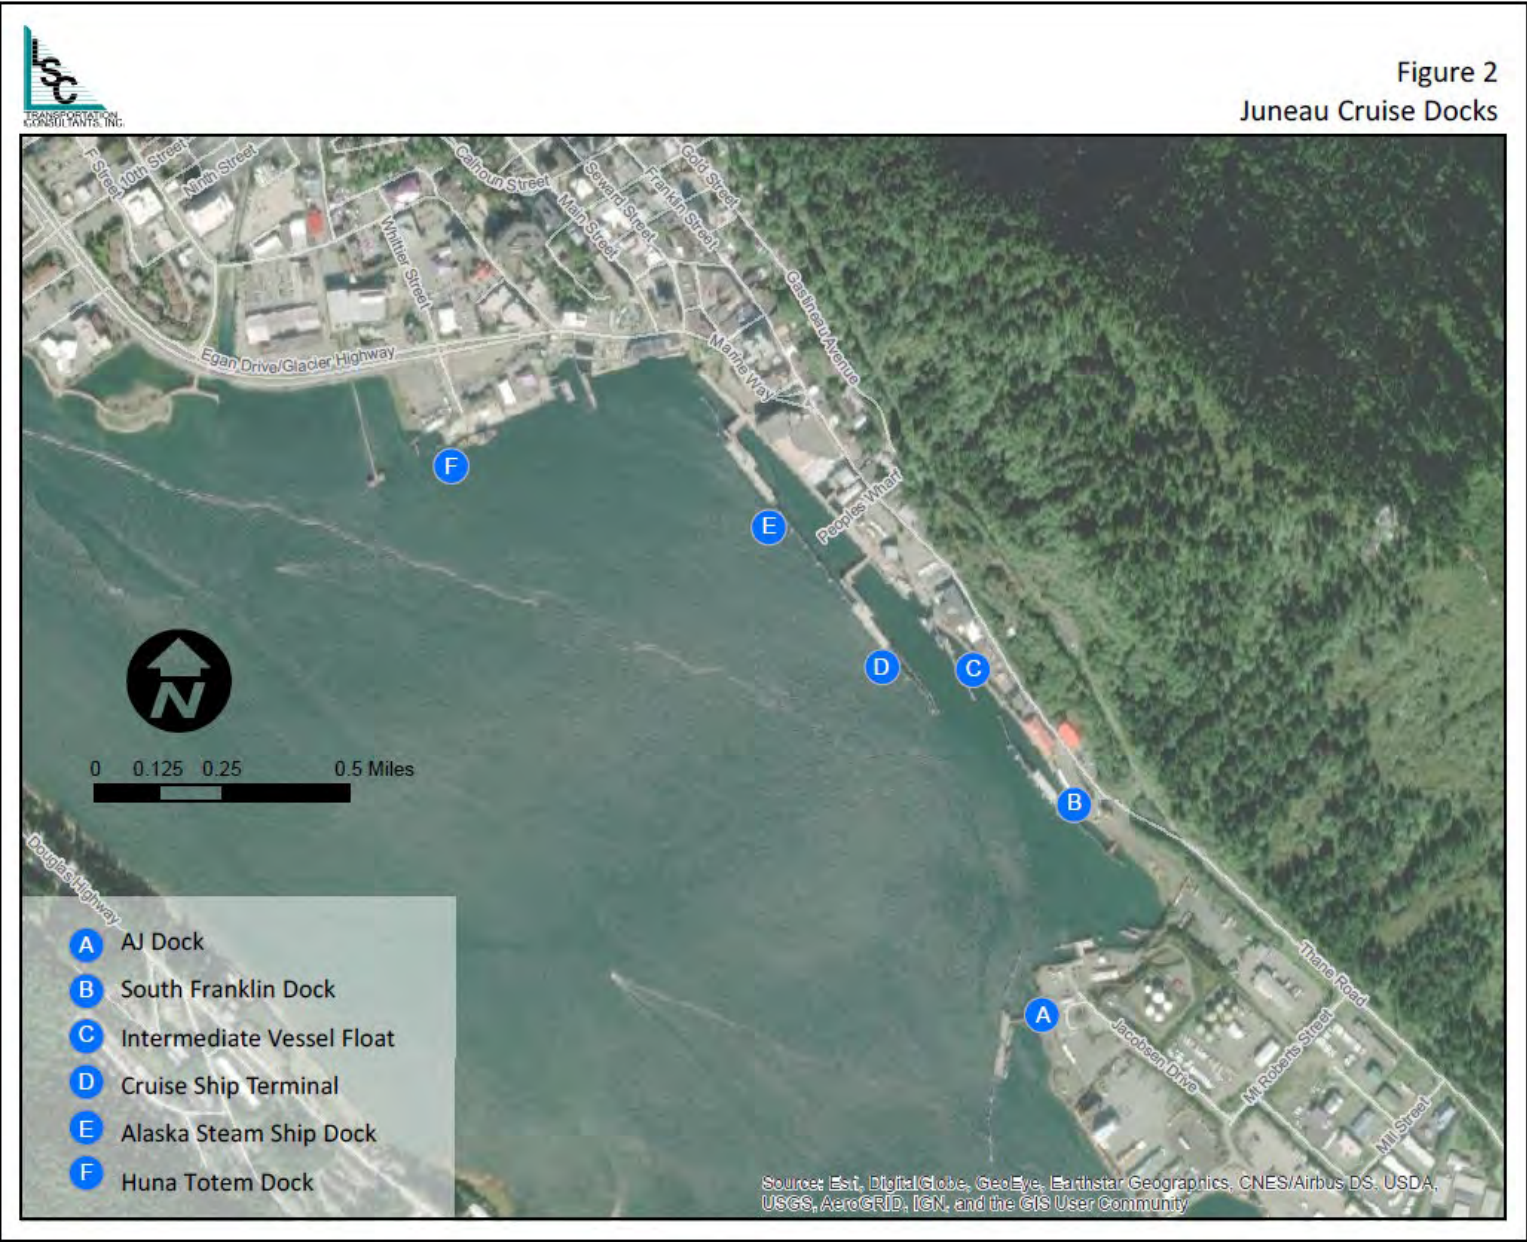 LSC
TRANSPORTATION
CONSULTANTS, INC.
Figure 2
Juneau Cruise Docks
F Street
10th Street
Ninth Street
Calhoun Street
Whittier Street
Main Street
Seward Street
Franklin Street
Gold Street
Gastineau Avenue
Egan Drive/Glacier Highway
Marine Way
Peoples Wharf
F
E
D
C
B
A
N
0 0.125 0.25 0.5 Miles
Douglas Highway
Thane Road
Jacobsen Drive
Mt Roberts Street
Mill Street
A AJ Dock
B South Franklin Dock
C Intermediate Vessel Float
D Cruise Ship Terminal
E Alaska Steam Ship Dock
F Huna Totem Dock
Source: Esri, DigitalGlobe, GeoEye, Earthstar Geographics, CNES/Airbus DS, USDA,
USGS, AeroGRID, IGN, and the GIS User Community